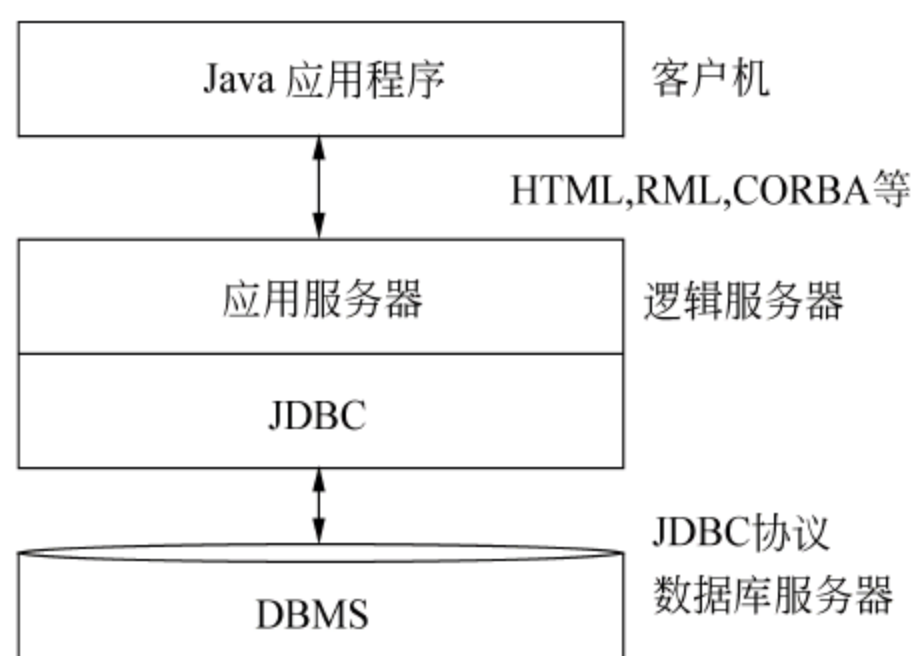 Java 应用程序 客户机
HTML,RML,CORBA等
应用服务器 逻辑服务器
JDBC
JDBC协议
数据库服务器
DBMS